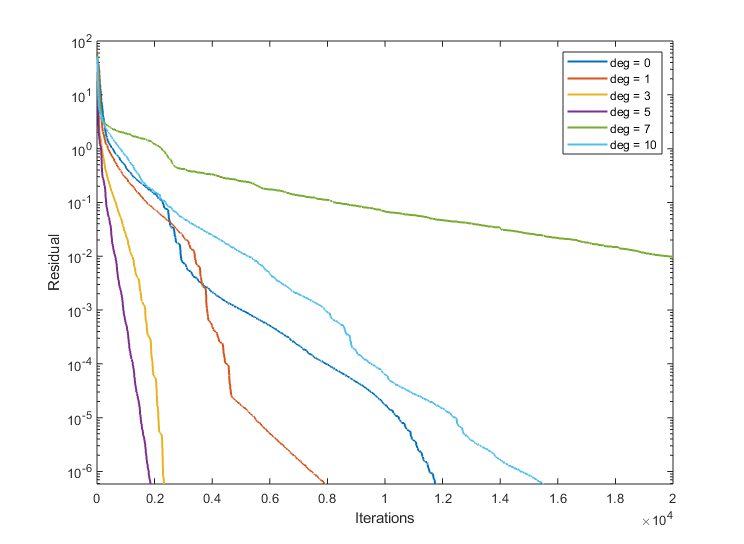 10^2
10^1
10^0
10^-1
10^-2
10^-3
10^-4
10^-5
10^-6
Residual
0 0.2 0.4 0.6 0.8 1 1.2 1.4 1.6 1.8 2
×10^4
Iterations
deg = 0
deg = 1
deg = 3
deg = 5
deg = 7
deg = 10